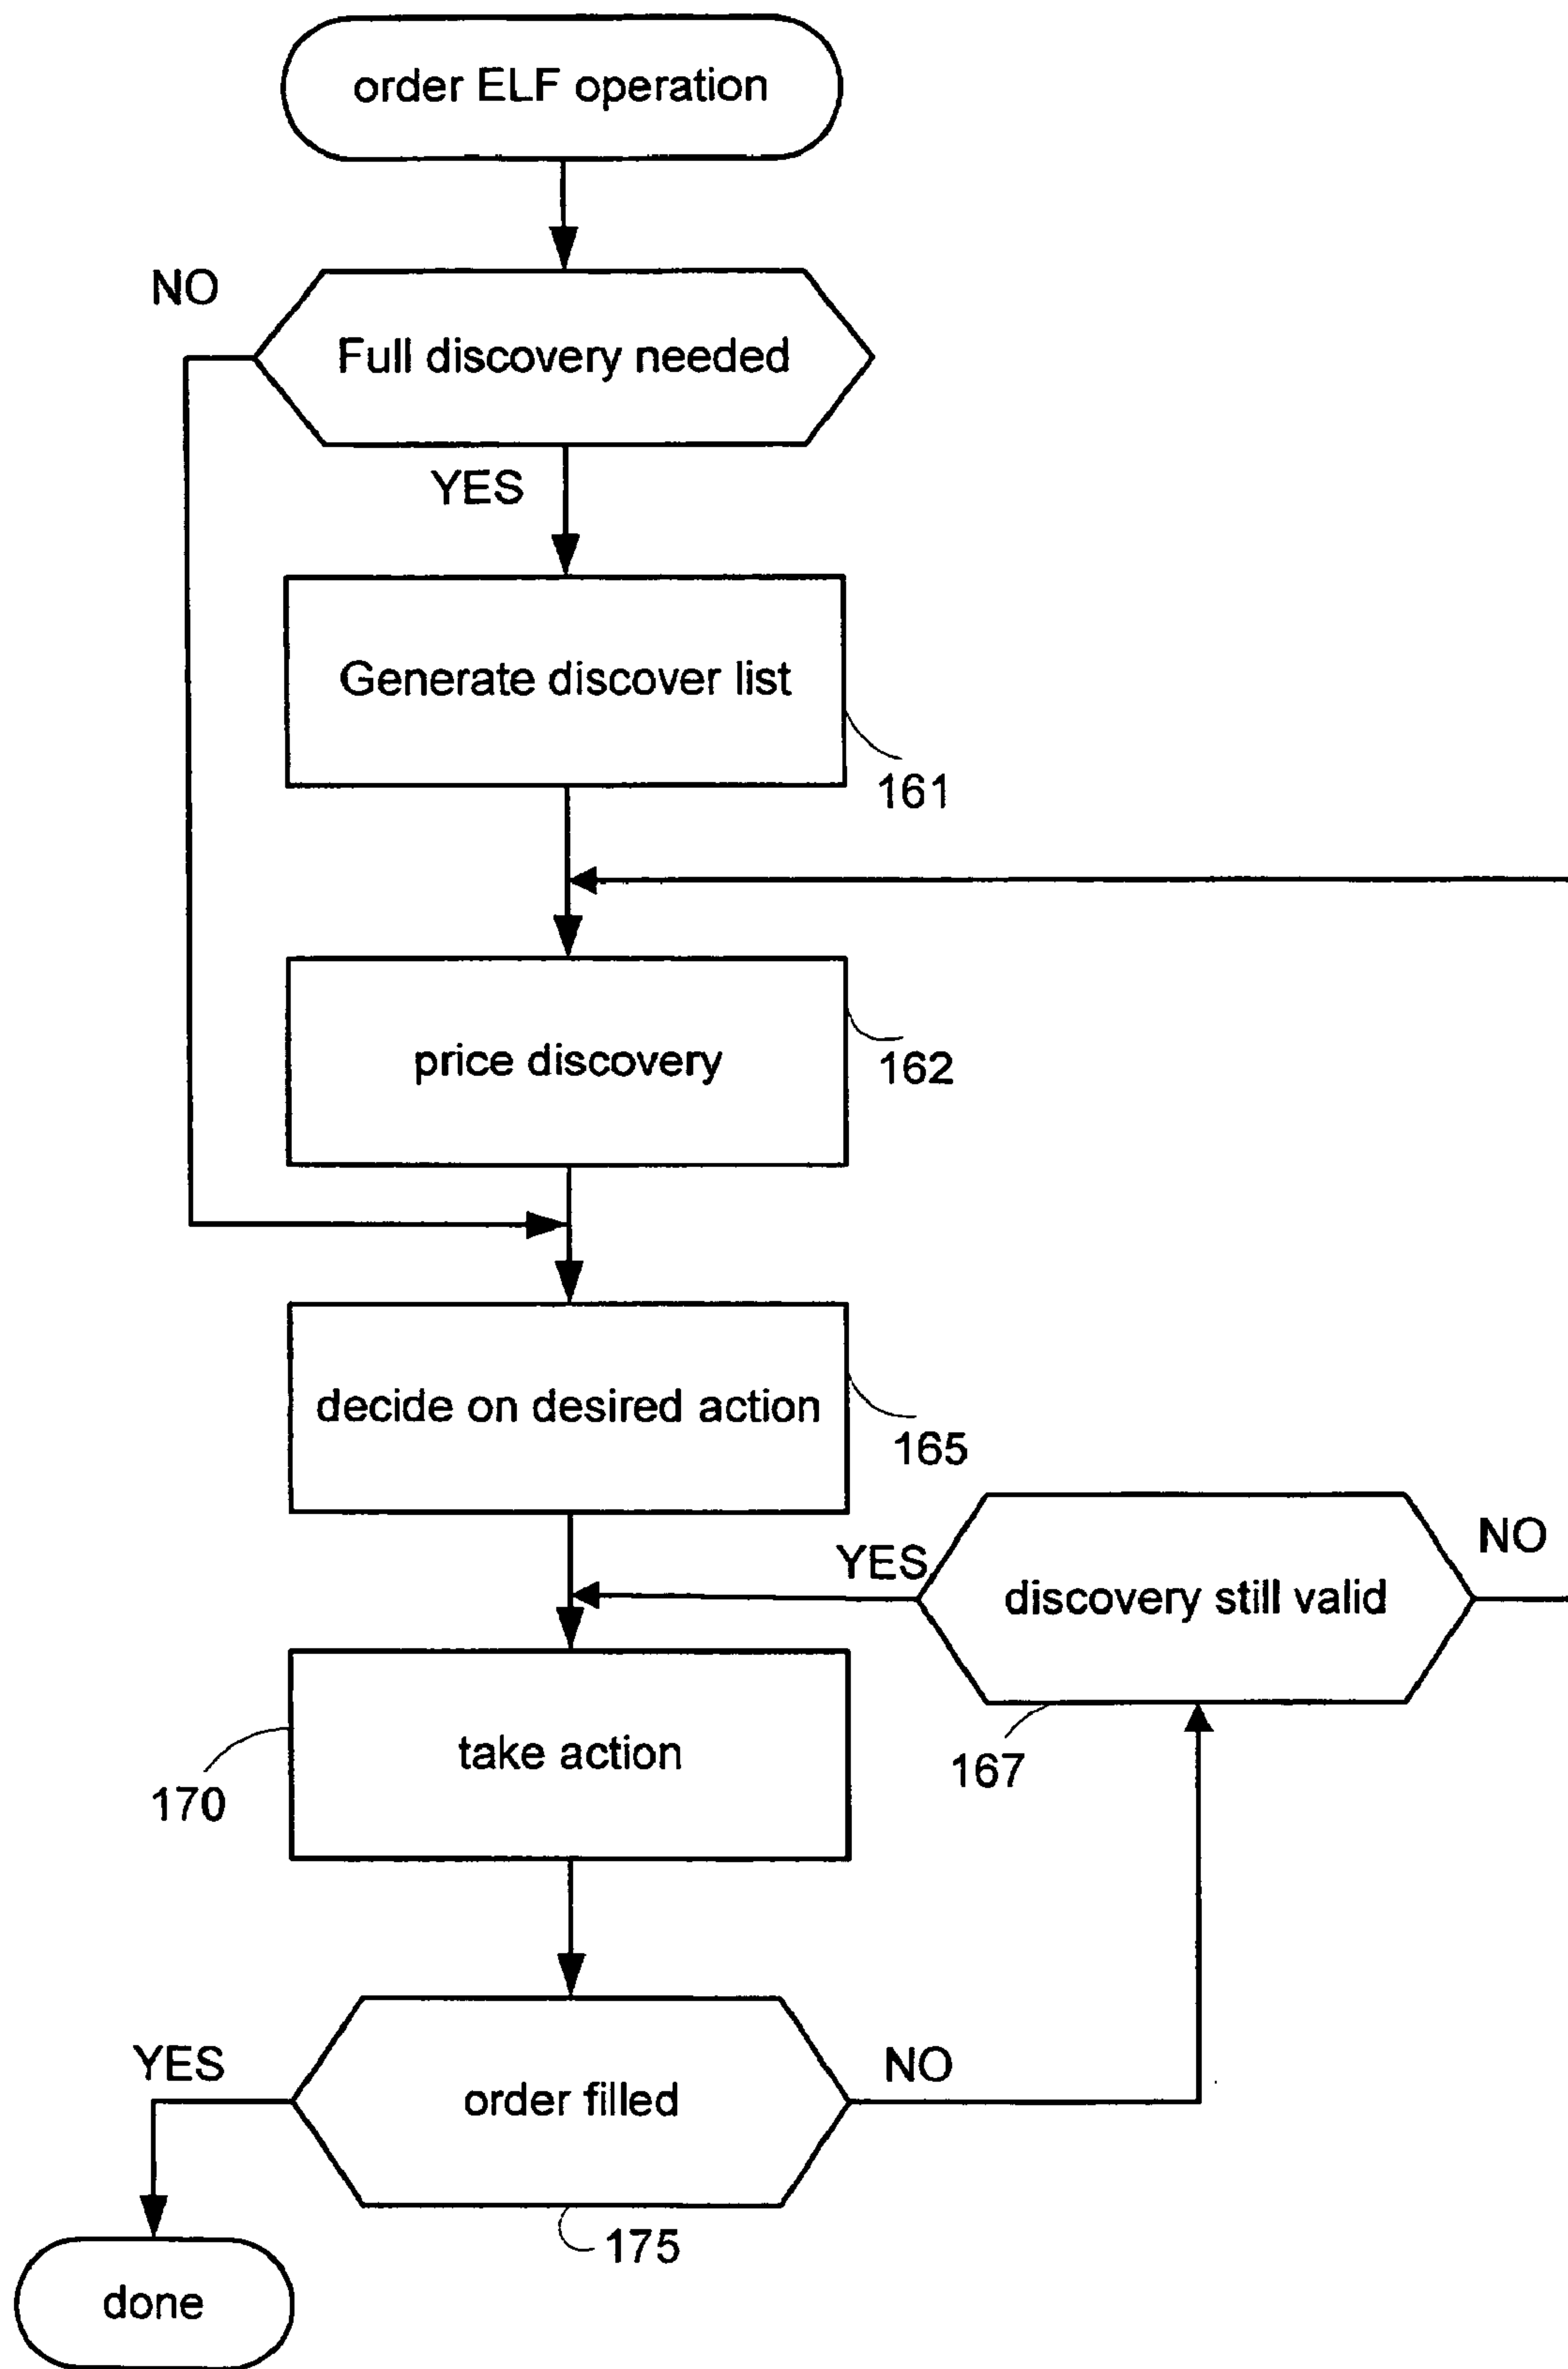 order ELF operation
NO
Full discovery needed
YES
Generate discover list
161
price discovery
162
decide on desired action
165
YES
discovery still valid
NO
167
take action
170
YES
order filled
NO
175
done